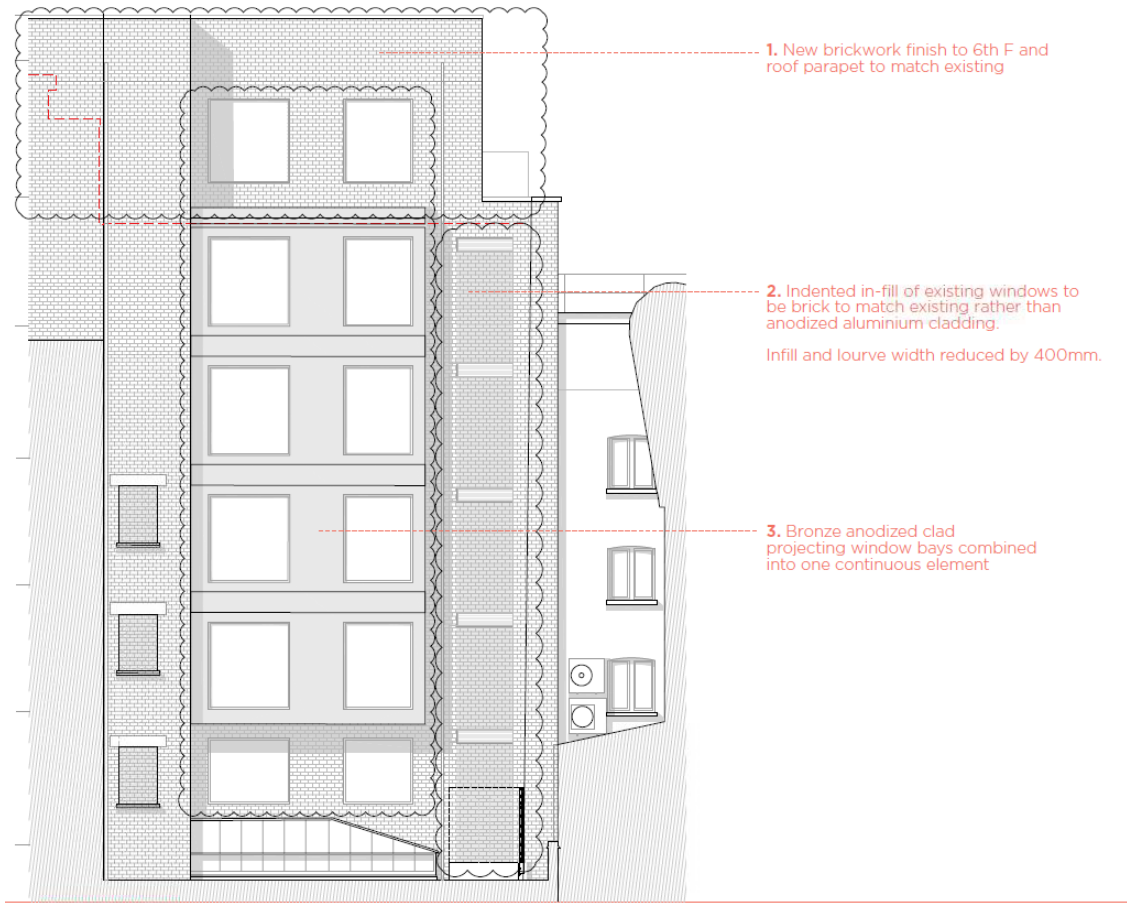 1. New brickwork finish to 6th F and
roof parapet to match existing
2. Indented in-fill of existing windows to
be brick to match existing rather than
anodized aluminium cladding.
Infill and lourve width reduced by 400mm.
3. Bronze anodized clad
projecting window bays combined
into one continuous element